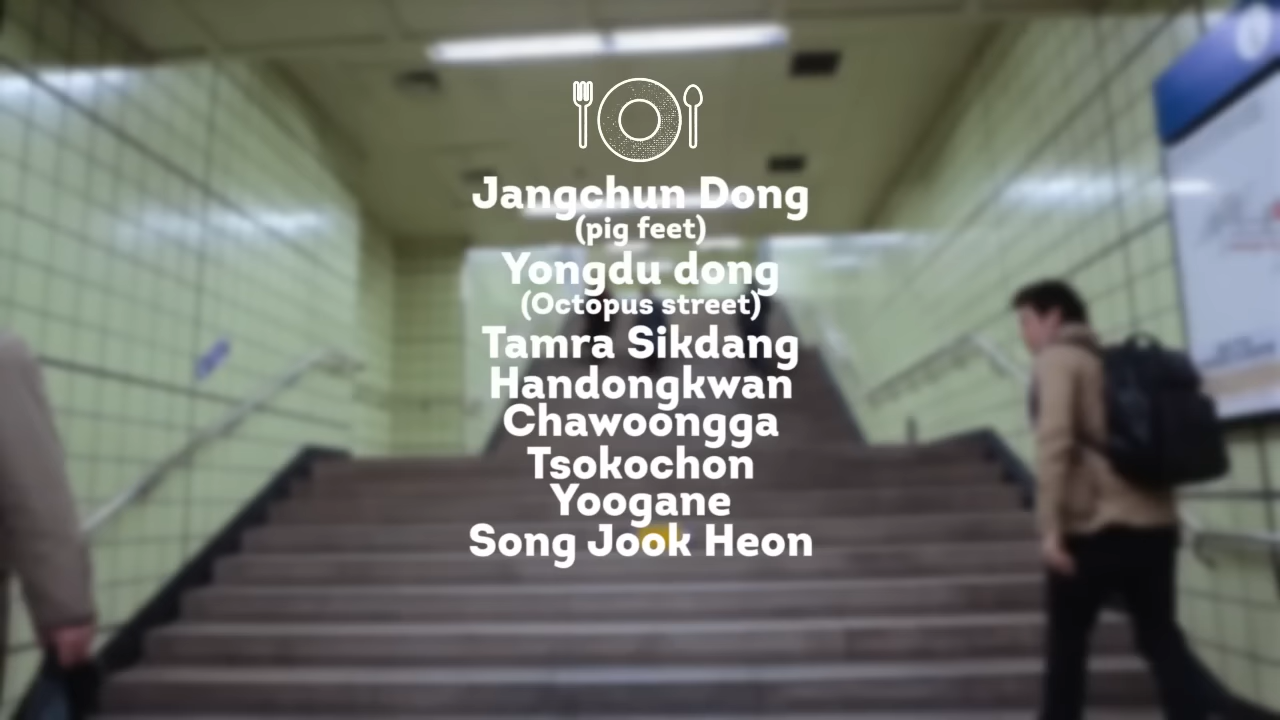 Jangchun Dong
(pig feet)
Yongdu dong
(Octopus street)
Tamra Sikdang
Handongkwan
Chawoongga
Tsokochon
Yoogane
Song Jook Heon